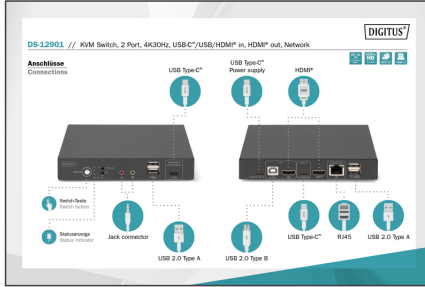 DIGITUS®
DS-12901 // KVM Switch, 2 Port, 4K30Hz, USB-C™/USB/HDMI® in, HDMI® out, Network
Anschlüsse
Connections
USB Type-C™
USB Type-C™
Power supply
HDMI®
Switch-Taste
Switch button
Statusanzeige
Status indicator
Jack connector
USB 2.0 Type A
USB 2.0 Type B
USB Type-C™
RJ45
USB 2.0 Type A